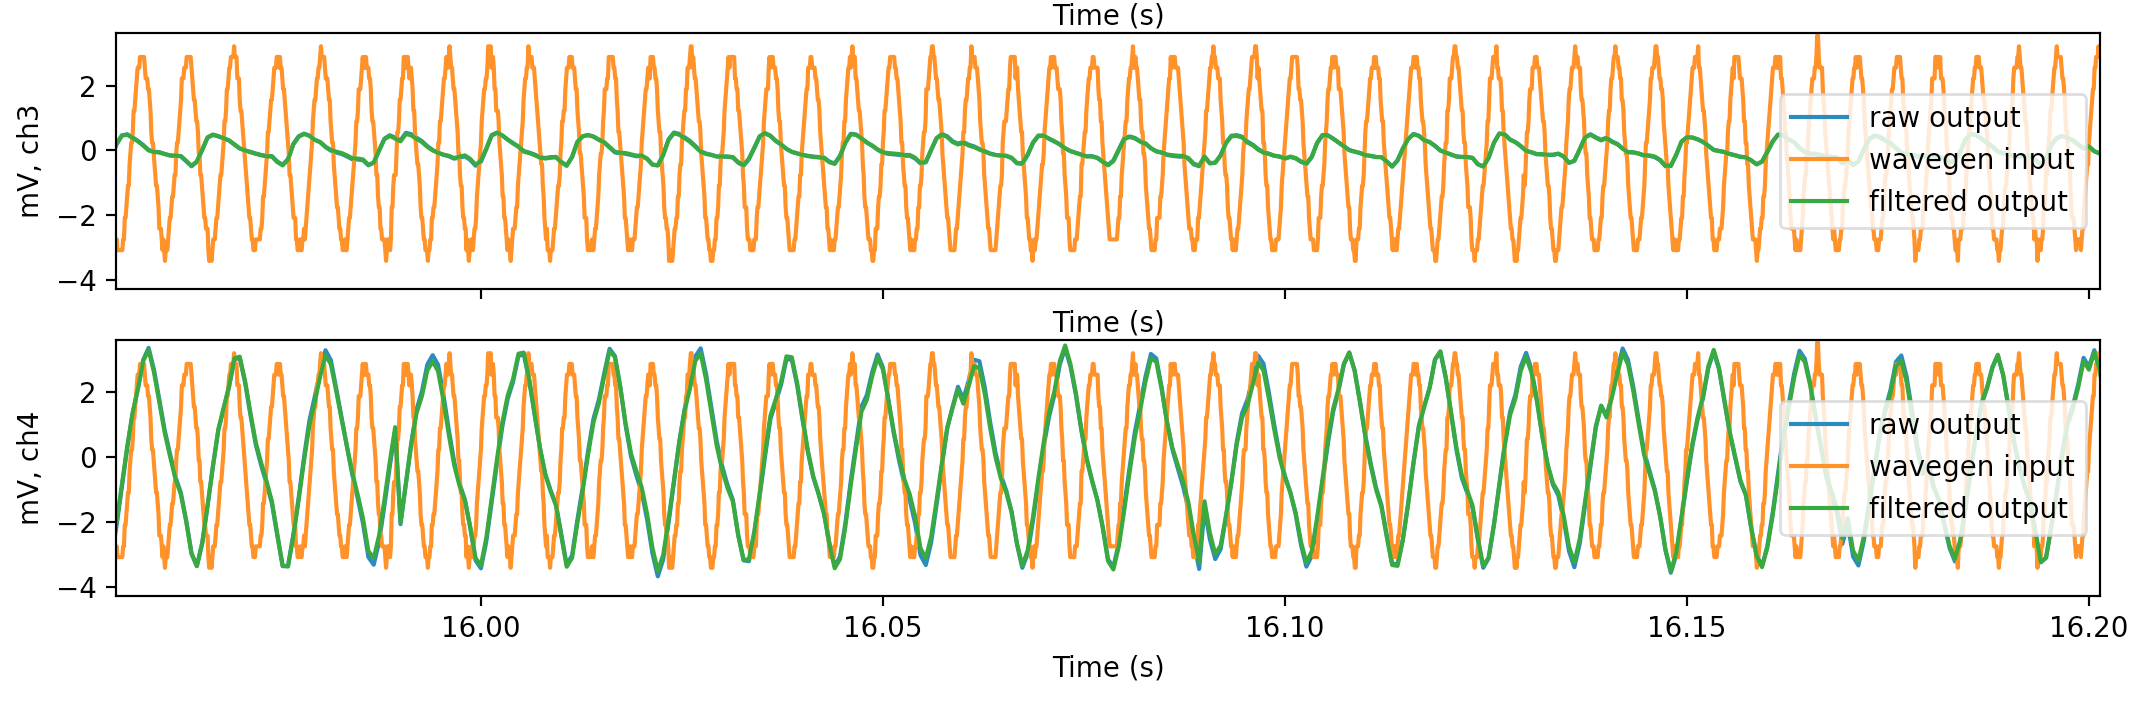 Time (s)
mV, ch3
2
0
−2
−4
raw output
wavegen input
filtered output
Time (s)
mV, ch4
2
0
−2
−4
raw output
wavegen input
filtered output
16.00 16.05 16.10 16.15 16.20
Time (s)